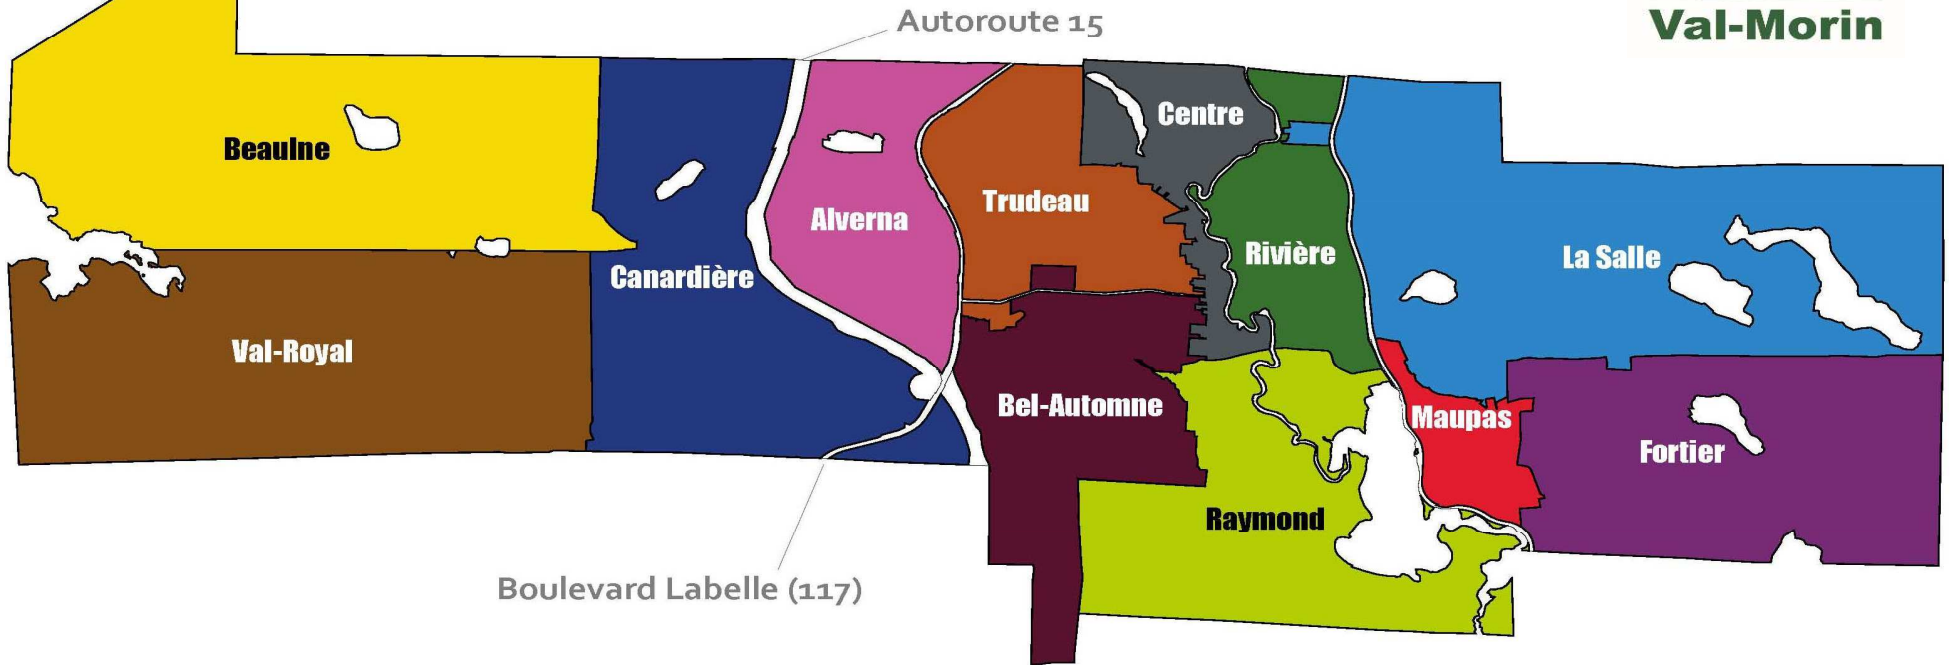 Autoroute 15
Val-Morin
Beaulne
Centre
Alverna
Trudeau
Rivière
La Salle
Canardière
Val-Royal
Bel-Automne
Maupas
Fortier
Raymond
Boulevard Labelle (117)